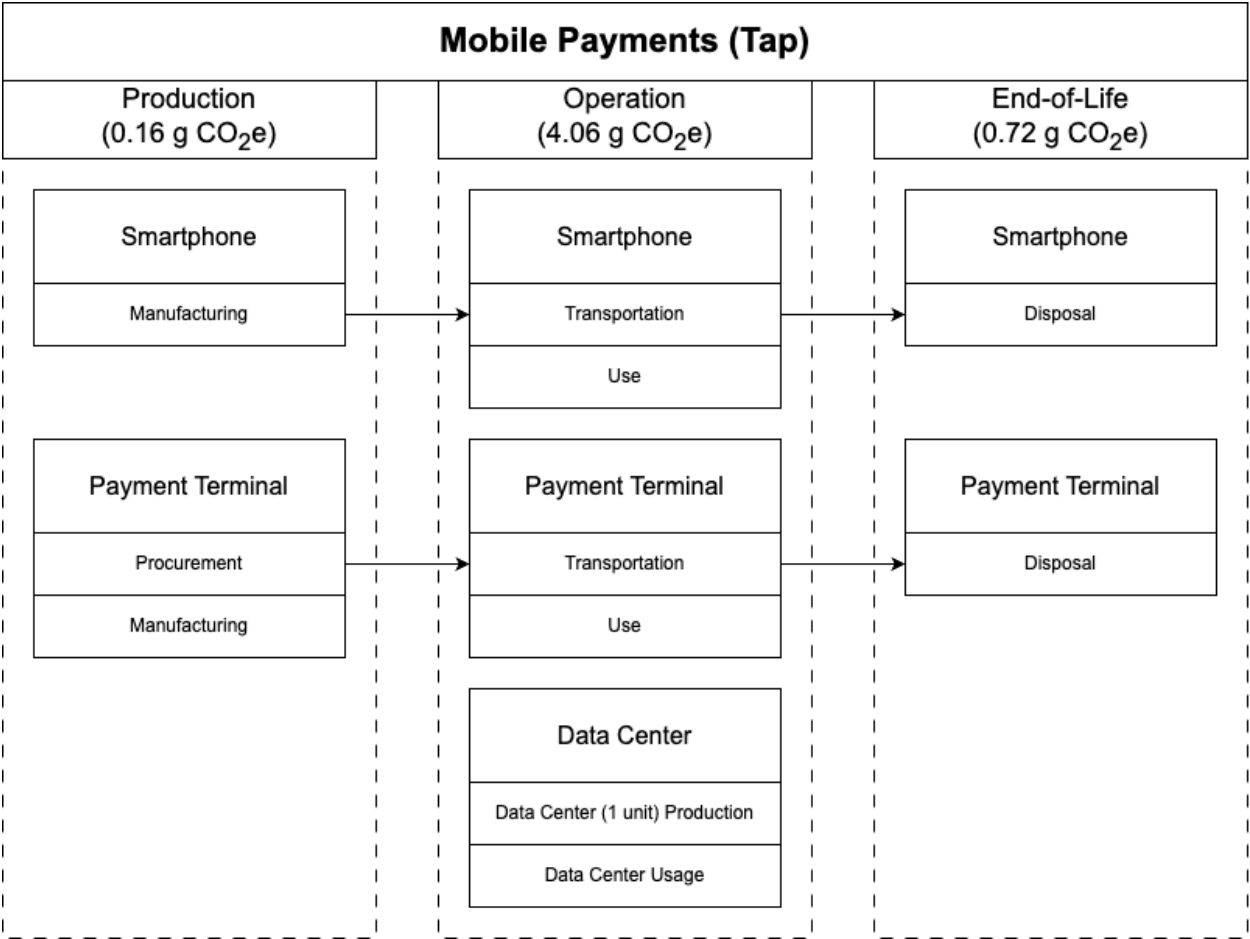 Mobile Payments (Tap)
Production
(0.16 g CO₂e)
Operation
(4.06 g CO₂e)
End-of-Life
(0.72 g CO₂e)
Smartphone
Manufacturing
Smartphone
Transportation
Use
Smartphone
Disposal
Payment Terminal
Procurement
Manufacturing
Payment Terminal
Transportation
Use
Payment Terminal
Disposal
Data Center
Data Center (1 unit) Production
Data Center Usage